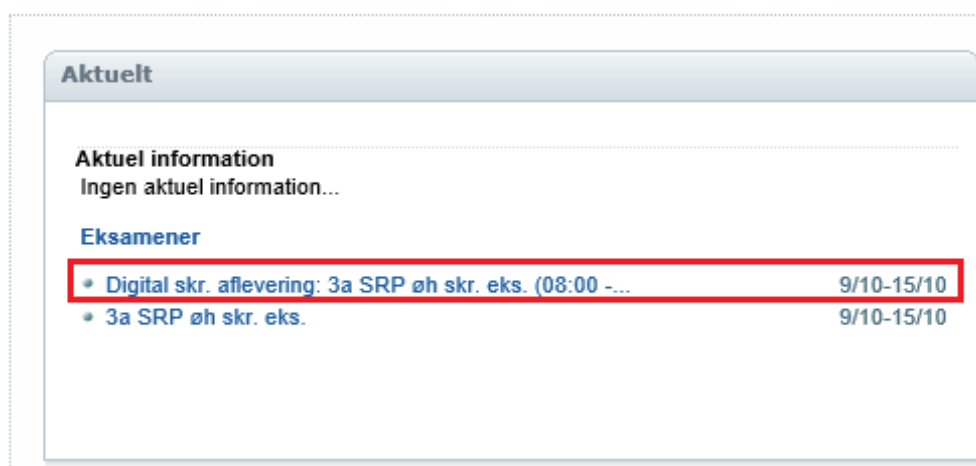 Aktuelt
Aktuel information
Ingen aktuel information...
Eksamener
Digital skr. aflevering: 3a SRP øh skr. eks. (08:00 -... 9/10-15/10
3a SRP øh skr. eks. 9/10-15/10